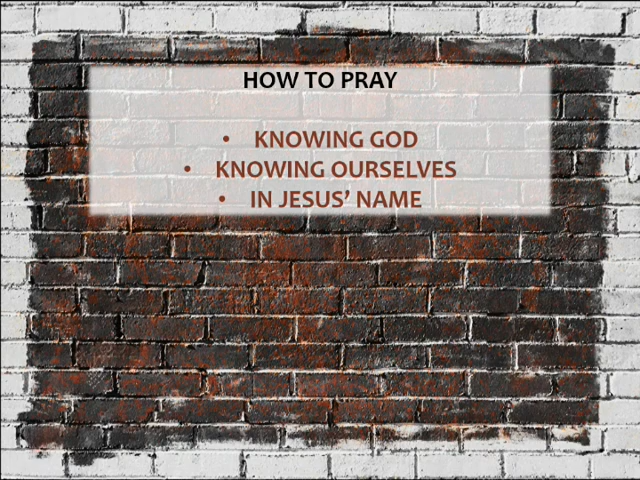 HOW TO PRAY
• KNOWING GOD
• KNOWING OURSELVES
• IN JESUS’ NAME